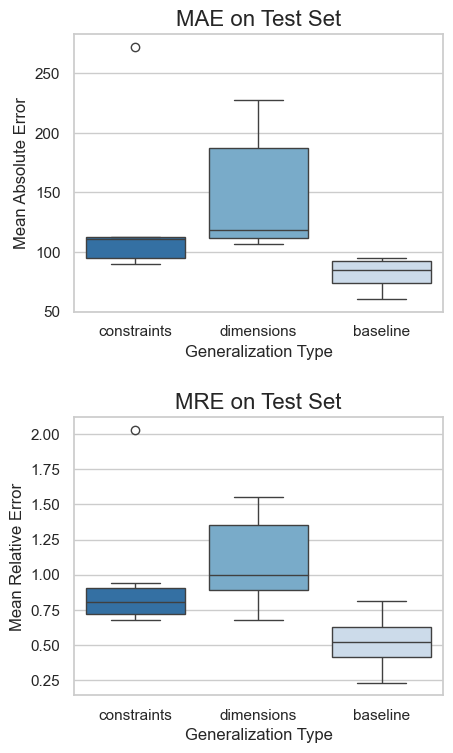 MAE on Test Set
Mean Absolute Error
250
200
150
100
50
constraints dimensions baseline
Generalization Type
MRE on Test Set
Mean Relative Error
2.00
1.75
1.50
1.25
1.00
0.75
0.50
0.25
constraints dimensions baseline
Generalization Type